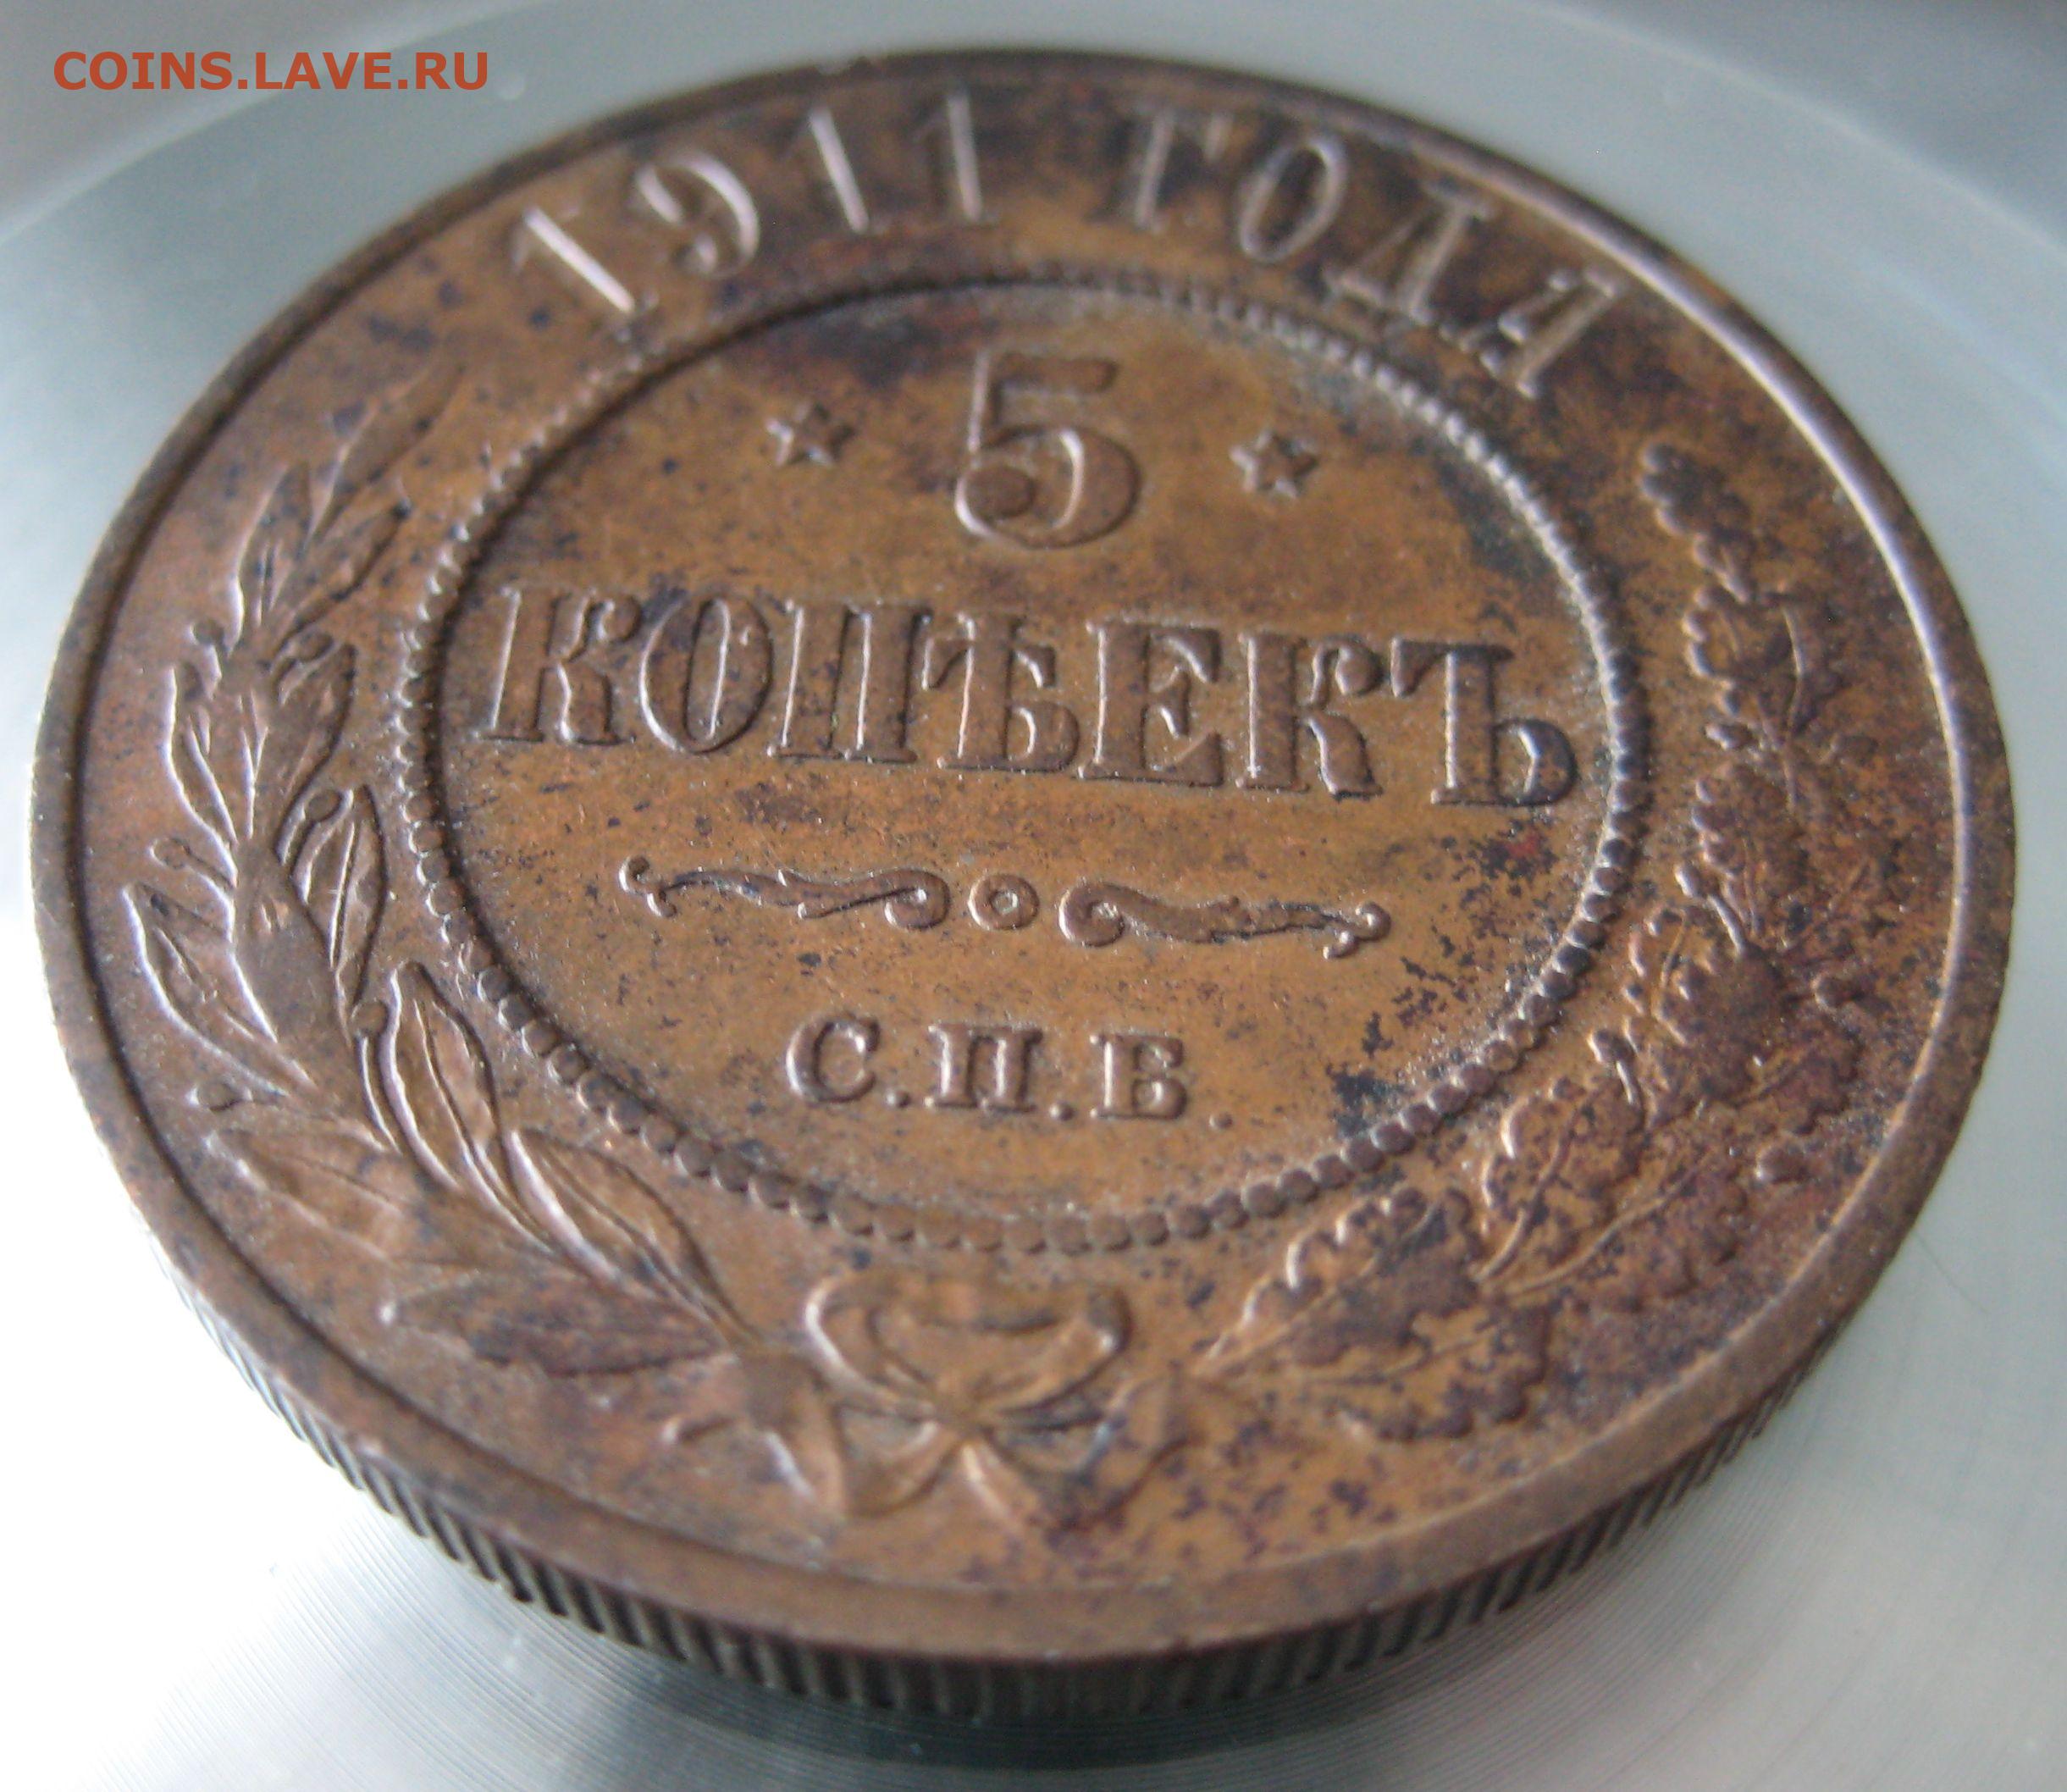 COINS.LAVE.RU
1911 ГОДА
5
КОПѢЕКЪ
С.П.Б.